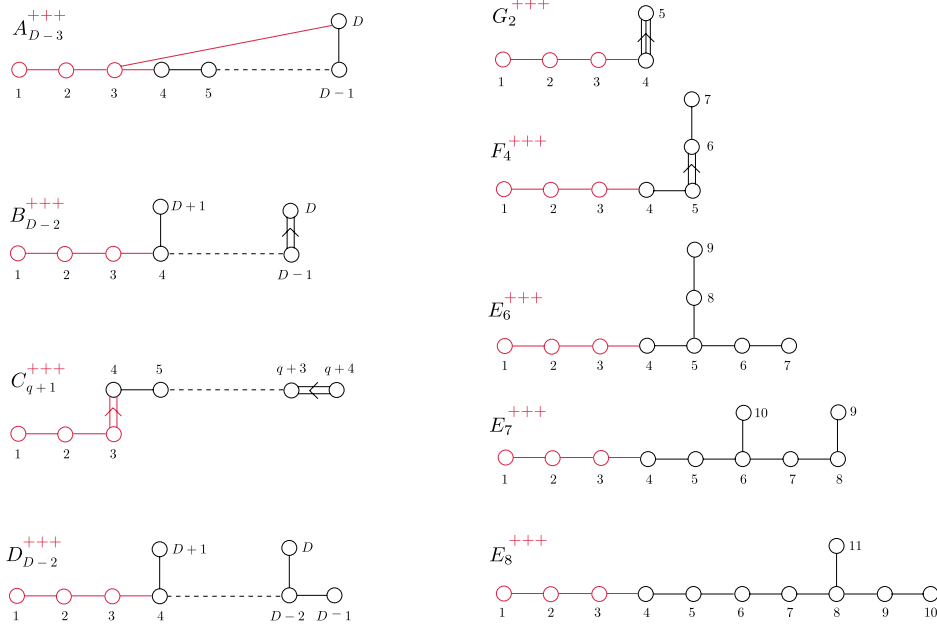 A_{D-3}^{+++}
D
1 2 3 4 5 D-1
B_{D-2}^{+++}
D+1 D
1 2 3 4 D-1
C_{q+1}^{+++}
4 5 q+3 q+4
1 2 3
D_{D-2}^{+++}
D+1 D
1 2 3 4 D-2 D-1
G_2^{+++}
5
1 2 3 4
F_4^{+++}
7
6
1 2 3 4 5
E_6^{+++}
9
8
1 2 3 4 5 6 7
E_7^{+++}
10 9
1 2 3 4 5 6 7 8
E_8^{+++}
11
1 2 3 4 5 6 7 8 9 10